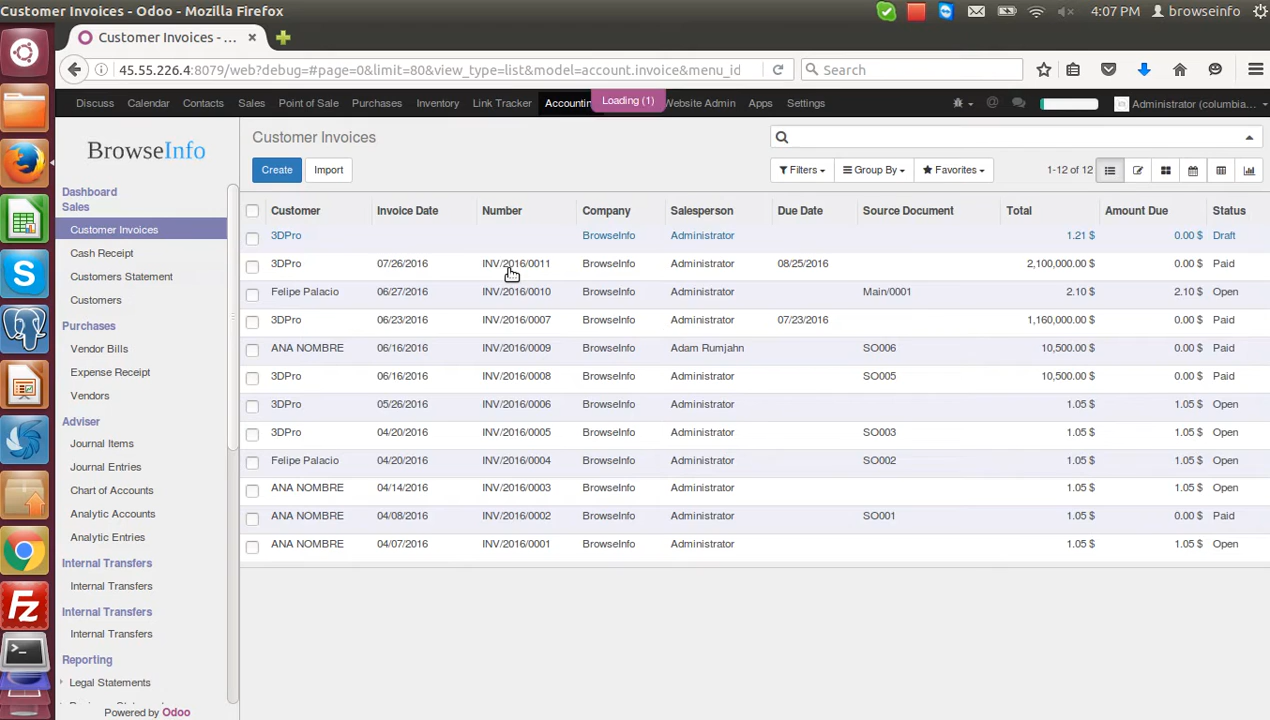 Customer Invoices - Odoo - Mozilla Firefox
4:07 PM browseinfo
Customer Invoices - ... ×
45.55.226.4:8079/web?debug=#page=0&limit=80&view_type=list&model=account.invoice&menu_id
Search
Discuss Calendar Contacts Sales Point of Sale Purchases Inventory Link Tracker Accounting Loading (1) Website Admin Apps Settings Administrator (columbia...
BrowseInfo
Customer Invoices
Create Import
Filters Group By Favorites 1-12 of 12
Dashboard
Sales
Customer Invoices
Cash Receipt
Customers Statement
Customers
Purchases
Vendor Bills
Expense Receipt
Vendors
Adviser
Journal Items
Journal Entries
Chart of Accounts
Analytic Accounts
Analytic Entries
Internal Transfers
Internal Transfers
Internal Transfers
Internal Transfers
Reporting
Legal Statements
Powered by Odoo
Customer Invoice Date Number Company Salesperson Due Date Source Document Total Amount Due Status
3DPro BrowseInfo Administrator 1.21 $ 0.00 $ Draft
3DPro 07/26/2016 INV/2016/0011 BrowseInfo Administrator 08/25/2016 2,100,000.00 $ 0.00 $ Paid
Felipe Palacio 06/27/2016 INV/2016/0010 BrowseInfo Administrator Main/0001 2.10 $ 2.10 $ Open
3DPro 06/23/2016 INV/2016/0007 BrowseInfo Administrator 07/23/2016 1,160,000.00 $ 0.00 $ Paid
ANA NOMBRE 06/16/2016 INV/2016/0009 BrowseInfo Adam Rumjahn SO006 10,500.00 $ 0.00 $ Paid
3DPro 06/16/2016 INV/2016/0008 BrowseInfo Administrator SO005 10,500.00 $ 0.00 $ Paid
3DPro 05/26/2016 INV/2016/0006 BrowseInfo Administrator 1.05 $ 1.05 $ Open
3DPro 04/20/2016 INV/2016/0005 BrowseInfo Administrator SO003 1.05 $ 1.05 $ Open
Felipe Palacio 04/20/2016 INV/2016/0004 BrowseInfo Administrator SO002 1.05 $ 1.05 $ Open
ANA NOMBRE 04/14/2016 INV/2016/0003 BrowseInfo Administrator 1.05 $ 1.05 $ Open
ANA NOMBRE 04/08/2016 INV/2016/0002 BrowseInfo Administrator SO001 1.05 $ 0.00 $ Paid
ANA NOMBRE 04/07/2016 INV/2016/0001 BrowseInfo Administrator 1.05 $ 1.05 $ Open